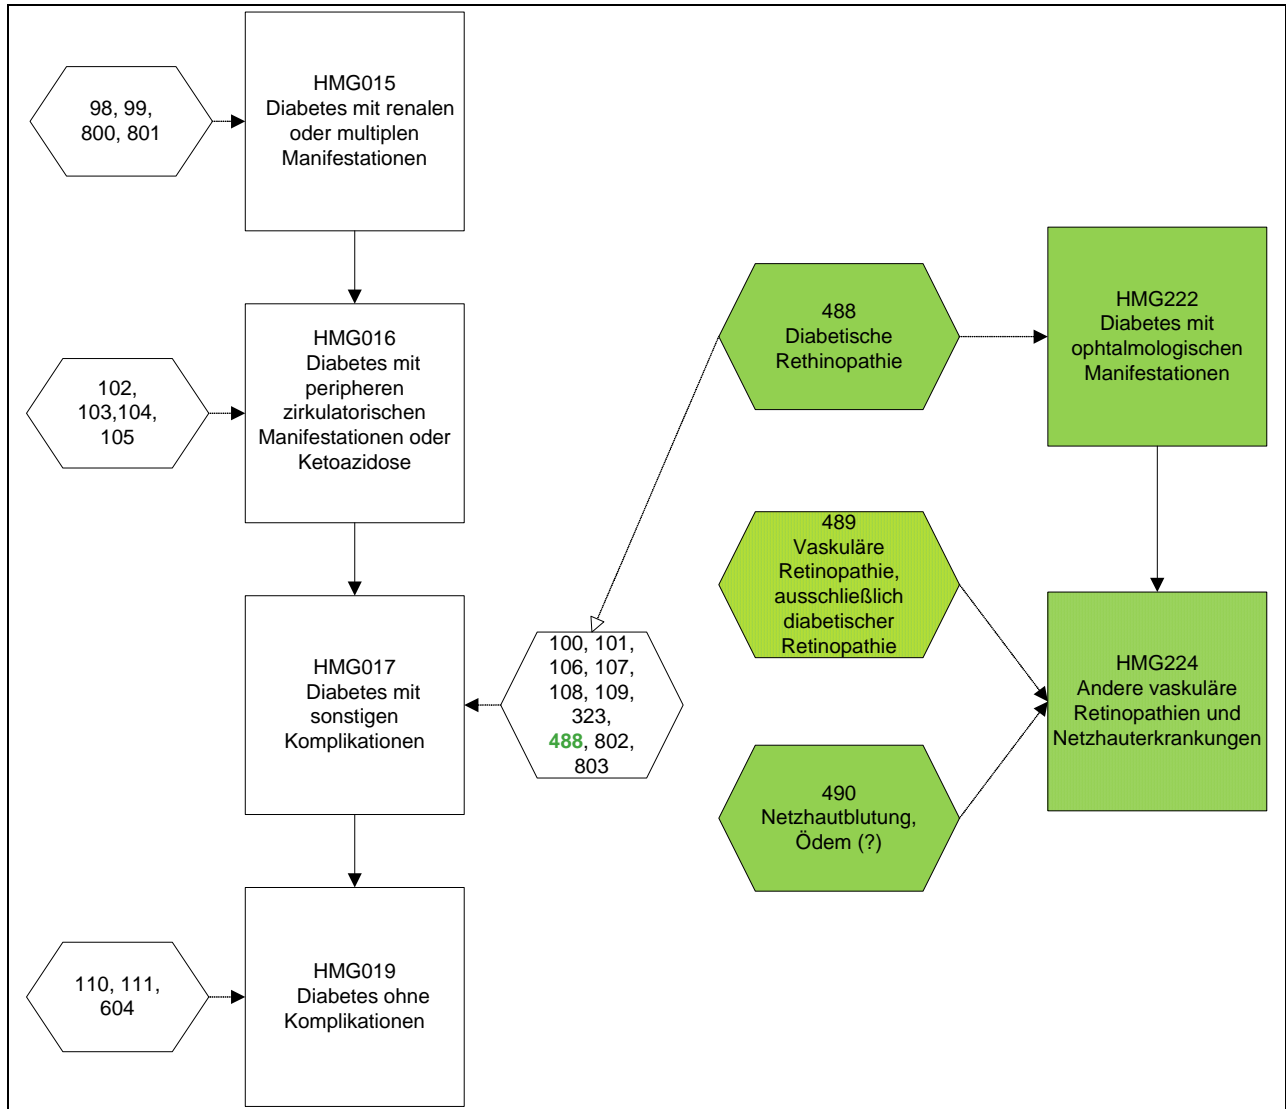 98, 99,
800, 801
HMG015
Diabetes mit renalen
oder multiplen
Manifestationen
102,
103,104,
105
HMG016
Diabetes mit
peripheren
zirkulatorischen
Manifestationen oder
Ketoazidose
HMG017
Diabetes mit
sonstigen
Komplikationen
100, 101,
106, 107,
108, 109,
323,
488, 802,
803
110, 111,
604
HMG019
Diabetes ohne
Komplikationen
488
Diabetische
Rethinopathie
HMG222
Diabetes mit
ophtalmologischen
Manifestationen
489
Vaskuläre
Retinopathie,
ausschließlich
diabetischer
Retinopathie
490
Netzhautblutung,
Ödem (?)
HMG224
Andere vaskuläre
Retinopathien und
Netzhauterkrankungen